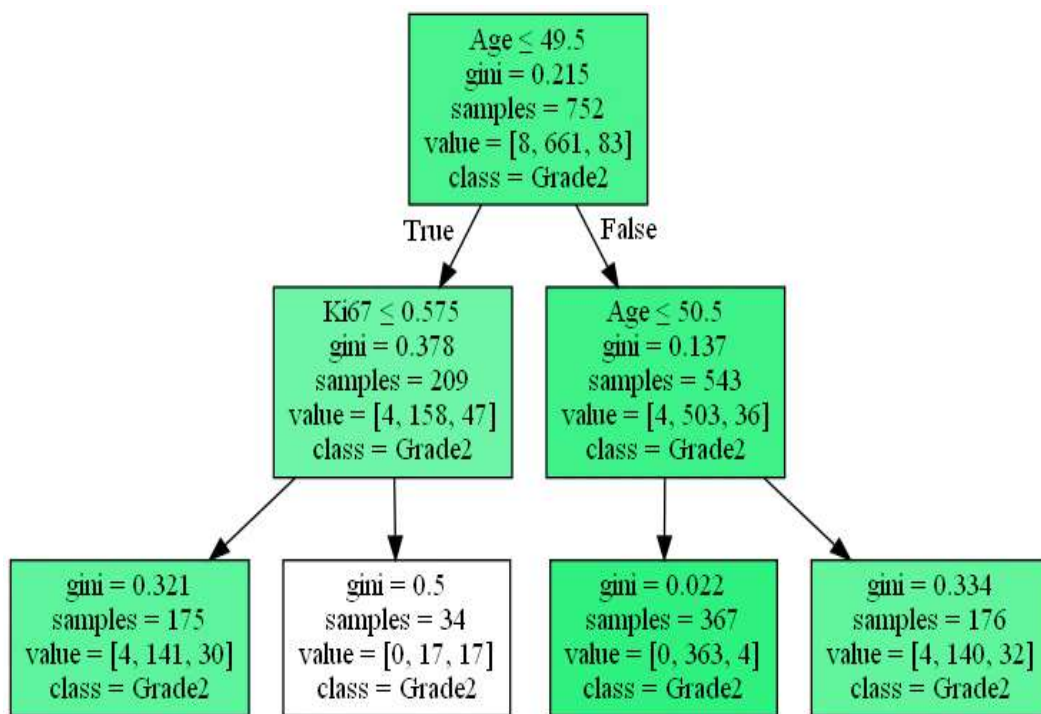 Age ≤ 49.5
gini = 0.215
samples = 752
value = [8, 661, 83]
class = Grade2
True
False
Ki67 ≤ 0.575
gini = 0.378
samples = 209
value = [4, 158, 47]
class = Grade2
Age ≤ 50.5
gini = 0.137
samples = 543
value = [4, 503, 36]
class = Grade2
gini = 0.321
samples = 175
value = [4, 141, 30]
class = Grade2
gini = 0.5
samples = 34
value = [0, 17, 17]
class = Grade2
gini = 0.022
samples = 367
value = [0, 363, 4]
class = Grade2
gini = 0.334
samples = 176
value = [4, 140, 32]
class = Grade2